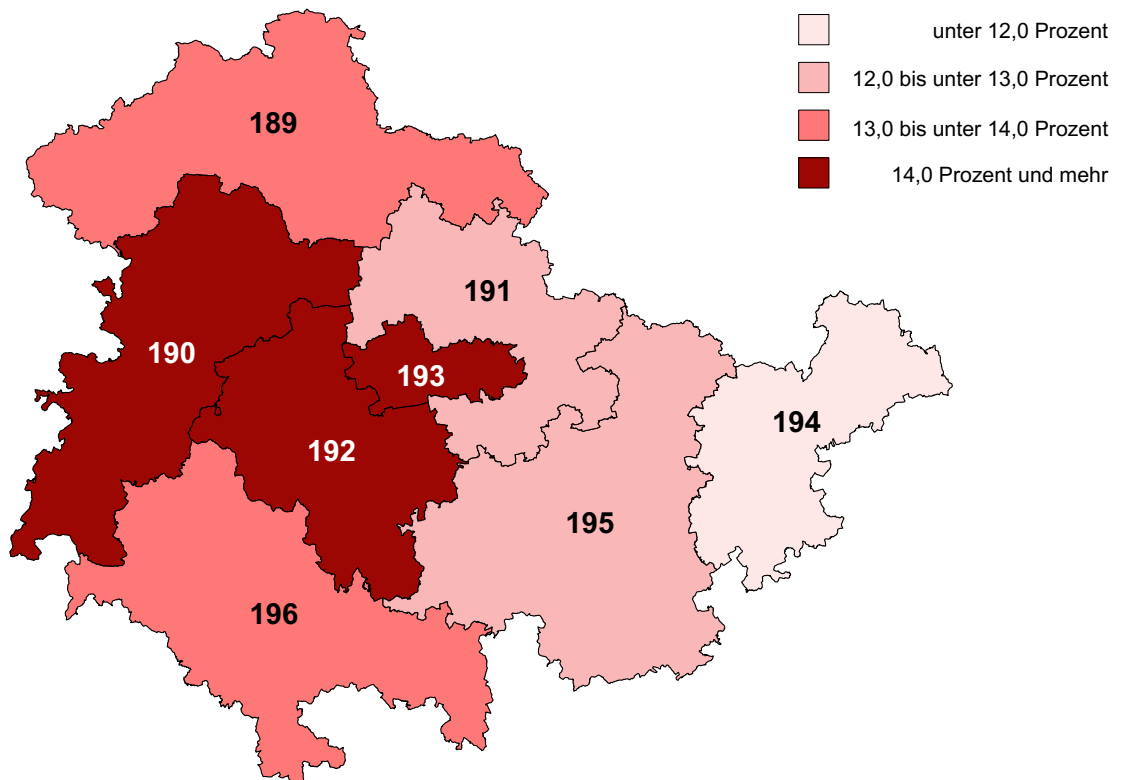 unter 12,0 Prozent
12,0 bis unter 13,0 Prozent
13,0 bis unter 14,0 Prozent
14,0 Prozent und mehr
189
191
190
193
194
192
195
196